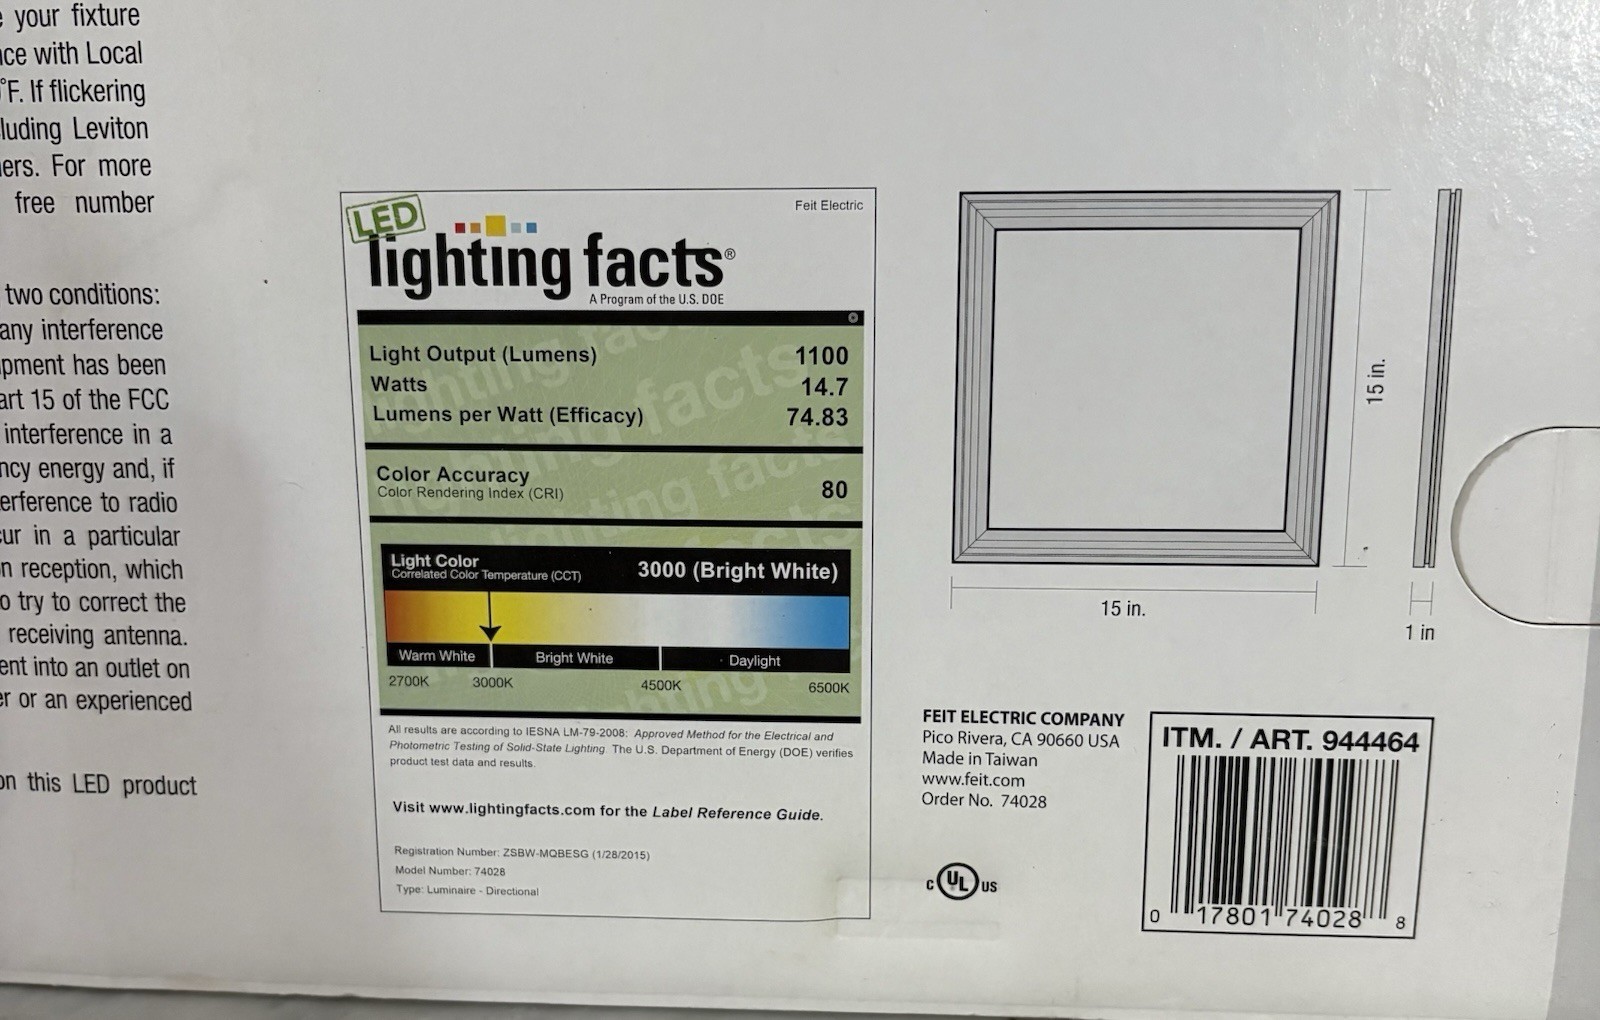 your fixture
with Local
°F. If flickering
Leviton
For more
free number
two conditions:
any interference
has been
15 of the FCC
interference in a
energy and, if
to radio
in a particular
reception, which
try to correct the
receiving antenna.
into an outlet on
or an experienced
on this LED product
LED
Feit Electric
lighting facts®
A Program of the U.S. DOE
Light Output (Lumens) 1100
Watts 14.7
Lumens per Watt (Efficacy) 74.83
Color Accuracy
Color Rendering Index (CRI) 80
Light Color
Correlated Color Temperature (CCT) 3000 (Bright White)
Warm White Bright White Daylight
2700K 3000K 4500K 6500K
All results are according to IESNA LM-79-2008: Approved Method for the Electrical and
Photometric Testing of Solid-State Lighting. The U.S. Department of Energy (DOE) verifies
product test data and results.
Visit www.lightingfacts.com for the Label Reference Guide.
Registration Number: ZSBW-MQBESG (1/28/2015)
Model Number: 74028
Type: Luminaire - Directional
15 in.
15 in.
1 in
FEIT ELECTRIC COMPANY
Pico Rivera, CA 90660 USA
Made in Taiwan
www.feit.com
Order No. 74028
C UL US
ITM. / ART. 944464
0 17801 74028 8